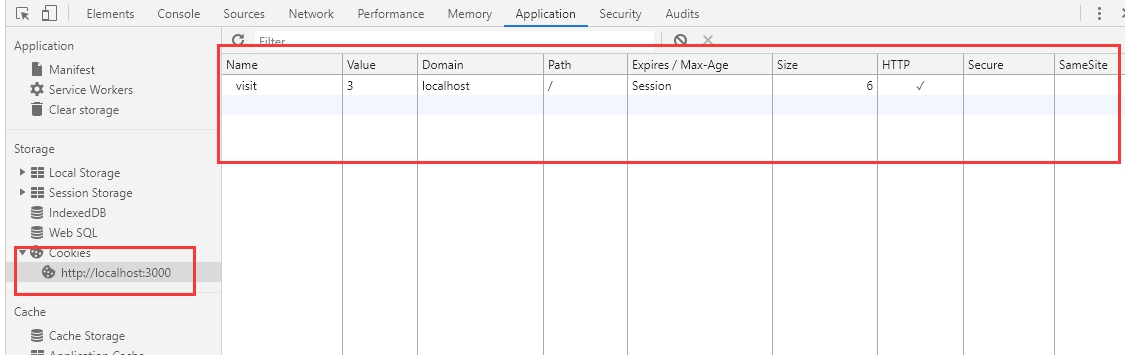 Elements Console Sources Network Performance Memory Application Security Audits
Application
Manifest
Service Workers
Clear storage
Storage
Local Storage
Session Storage
IndexedDB
Web SQL
Cookies
http://localhost:3000
Cache
Cache Storage
Application Cache
Filter
Name Value Domain Path Expires / Max-Age Size HTTP Secure SameSite
visit 3 localhost / Session 6 ✓